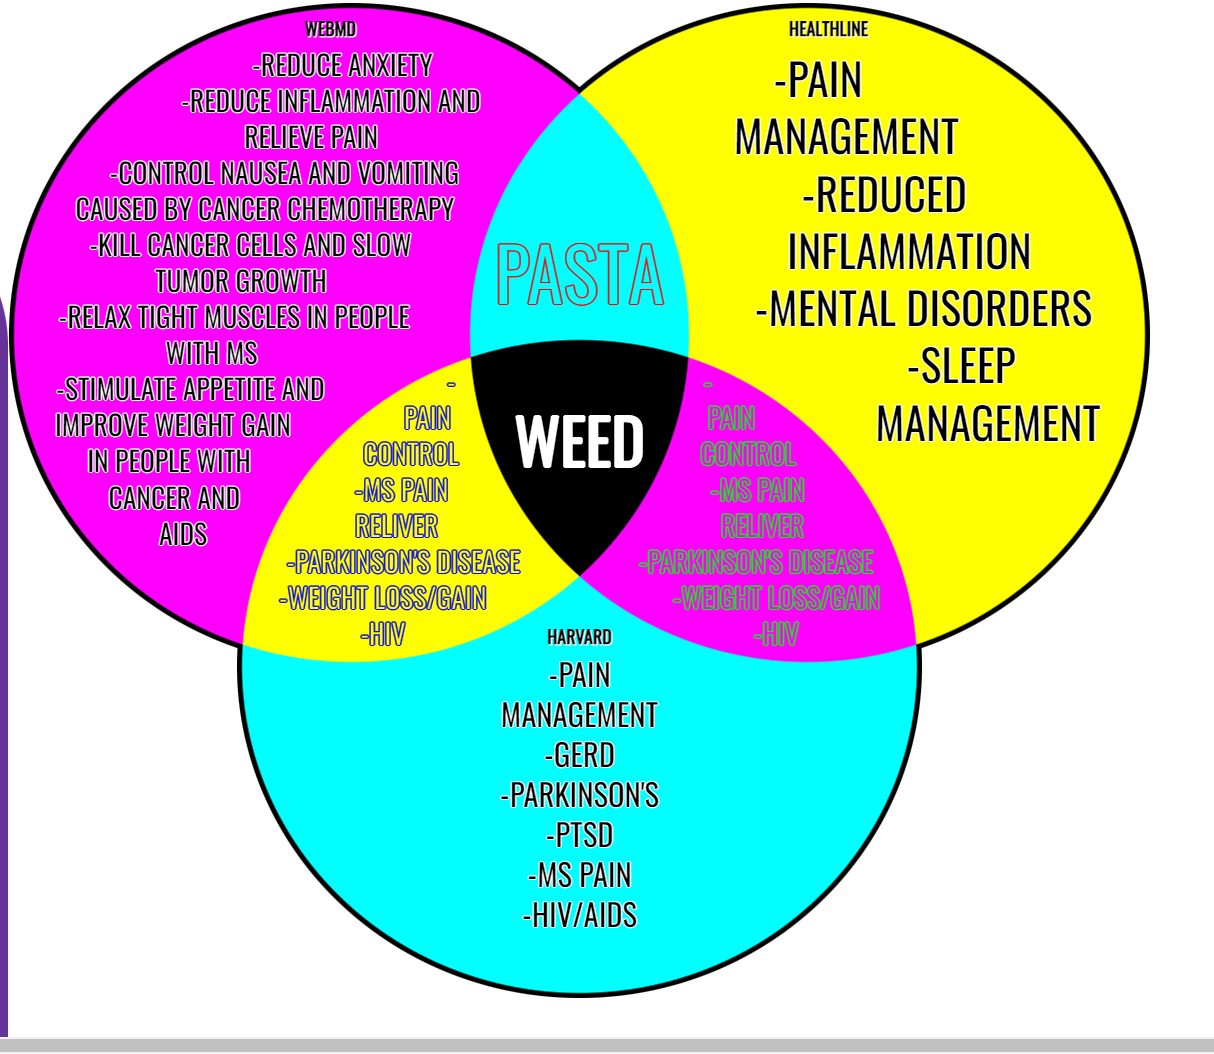 WEBMD
-REDUCE ANXIETY
-REDUCE INFLAMMATION AND
RELIEVE PAIN
-CONTROL NAUSEA AND VOMITING
CAUSED BY CANCER CHEMOTHERAPY
-KILL CANCER CELLS AND SLOW
TUMOR GROWTH
-RELAX TIGHT MUSCLES IN PEOPLE
WITH MS
-STIMULATE APPETITE AND
IMPROVE WEIGHT GAIN
IN PEOPLE WITH
CANCER AND
AIDS
HEALTHLINE
-PAIN
MANAGEMENT
-REDUCED
INFLAMMATION
-MENTAL DISORDERS
-SLEEP
MANAGEMENT
PASTA
WEED
-
PAIN
CONTROL
-MS PAIN
RELIVER
-PARKINSON'S DISEASE
-WEIGHT LOSS/GAIN
-HIV
-
PAIN
CONTROL
-MS PAIN
RELIVER
-PARKINSON'S DISEASE
-WEIGHT LOSS/GAIN
-HIV
HARVARD
-PAIN
MANAGEMENT
-GERD
-PARKINSON'S
-PTSD
-MS PAIN
-HIV/AIDS